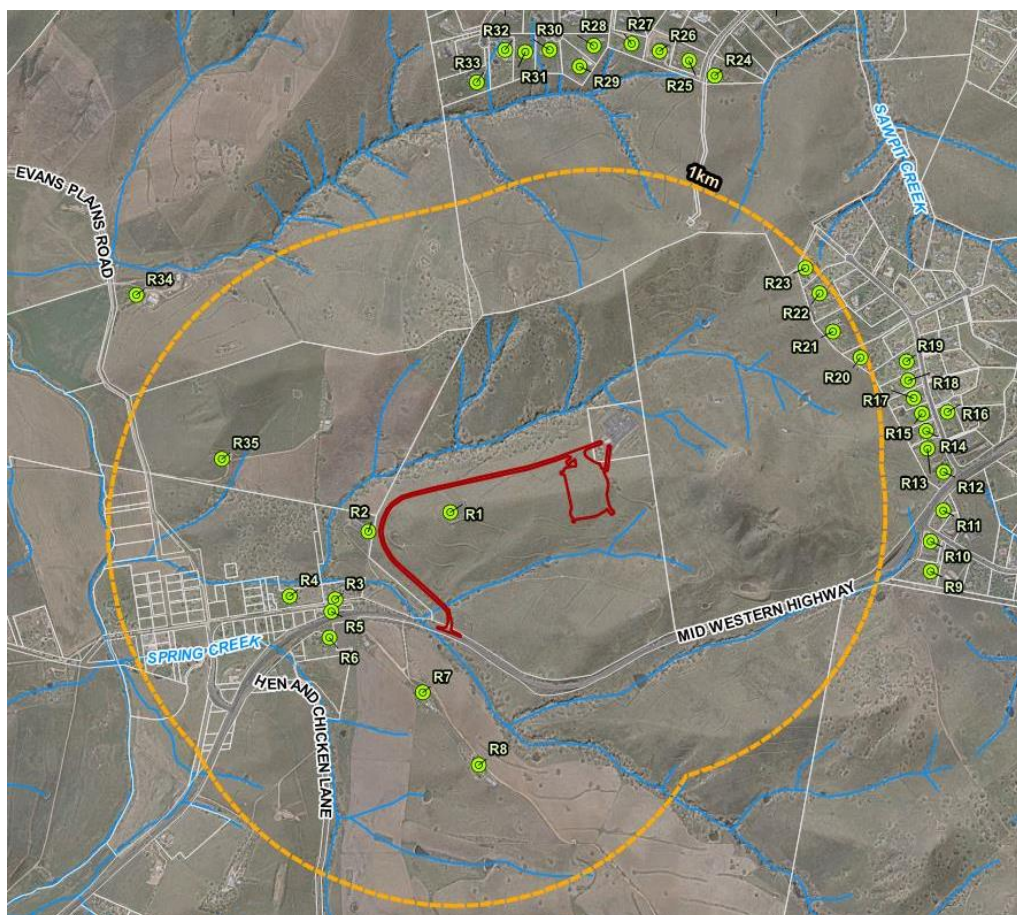 R32
R30
R28
R27
R26
R24
R33
R31
R29
R25
SAWPIT CREEK
1km
EVANS PLAINS ROAD
R34
R23
R22
R21
R20
R19
R18
R17
R16
R15
R14
R13
R12
R35
R2
R1
R11
R10
R9
R4
R3
R5
R6
MID WESTERN HIGHWAY
SPRING CREEK
HEN AND CHICKEN LANE
R7
R8